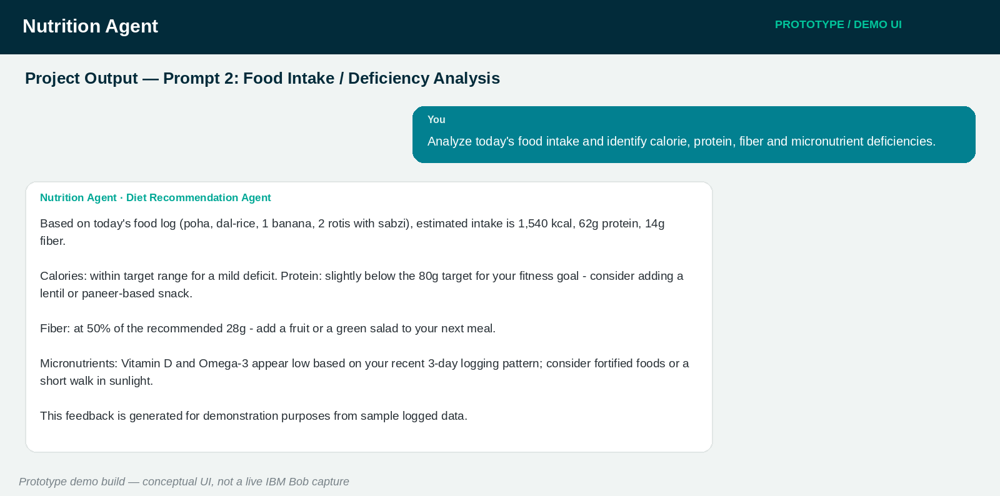 Nutrition Agent
PROTOTYPE / DEMO UI
Project Output — Prompt 2: Food Intake / Deficiency Analysis
You
Analyze today's food intake and identify calorie, protein, fiber and micronutrient deficiencies.
Nutrition Agent · Diet Recommendation Agent
Based on today's food log (poha, dal-rice, 1 banana, 2 rotis with sabzi), estimated intake is 1,540 kcal, 62g protein, 14g
fiber.
Calories: within target range for a mild deficit. Protein: slightly below the 80g target for your fitness goal - consider adding a
lentil or paneer-based snack.
Fiber: at 50% of the recommended 28g - add a fruit or a green salad to your next meal.
Micronutrients: Vitamin D and Omega-3 appear low based on your recent 3-day logging pattern; consider fortified foods or a
short walk in sunlight.
This feedback is generated for demonstration purposes from sample logged data.
Prototype demo build — conceptual UI, not a live IBM Bob capture